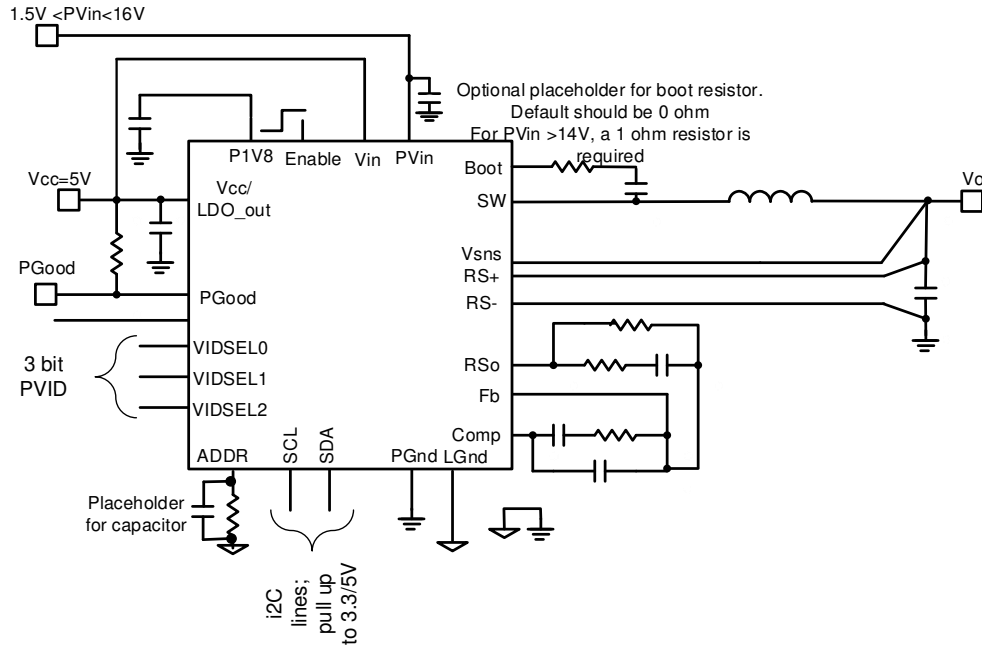 1.5V <PVin<16V
Optional placeholder for boot resistor.
Default should be 0 ohm
For PVin >14V, a 1 ohm resistor is
required
P1V8
Enable
Vin
PVin
Boot
Vcc=5V
Vcc/
LDO_out
SW
Vo
Vsns
RS+
PGood
PGood
RS-
3 bit
PVID
VIDSEL0
VIDSEL1
VIDSEL2
RSo
Fb
Comp
ADDR
SCL
SDA
PGnd
LGnd
Placeholder
for capacitor
i2C
lines;
pull up
to 3.3/5V